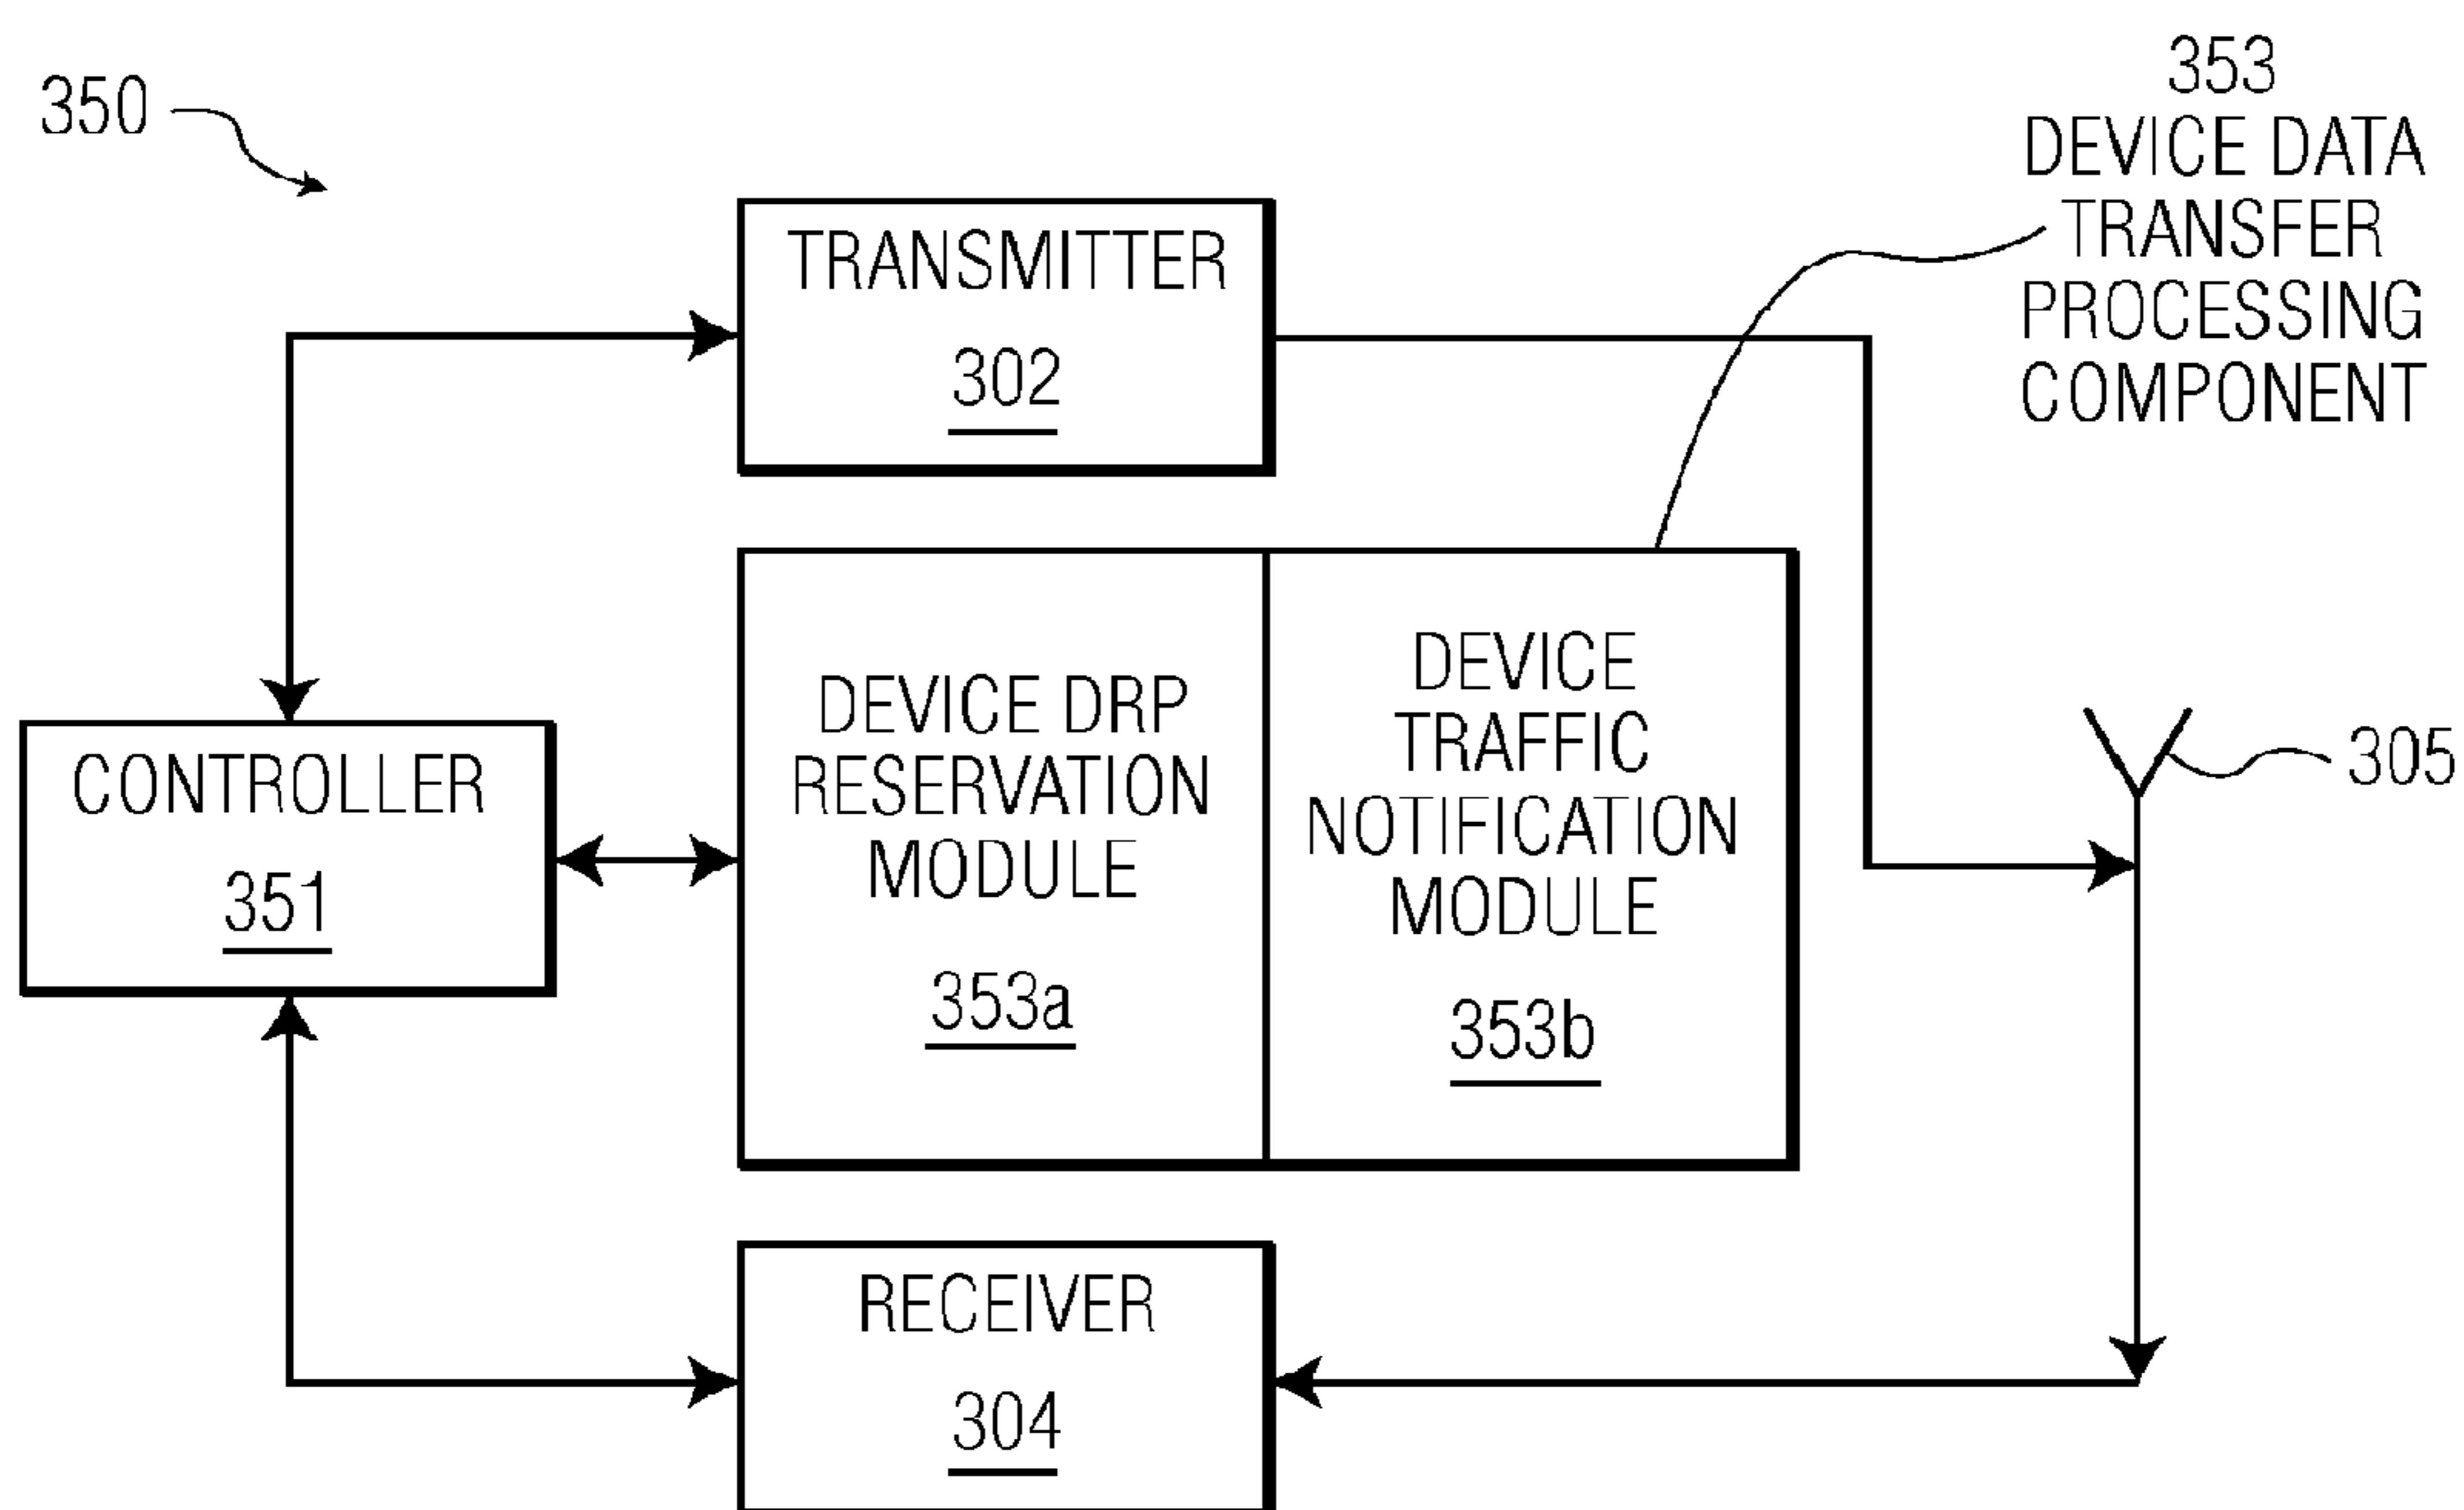 350
353
DEVICE DATA
TRANSFER
PROCESSING
COMPONENT
TRANSMITTER
302
CONTROLLER
351
DEVICE DRP
RESERVATION
MODULE
353a
DEVICE
TRAFFIC
NOTIFICATION
MODULE
353b
305
RECEIVER
304